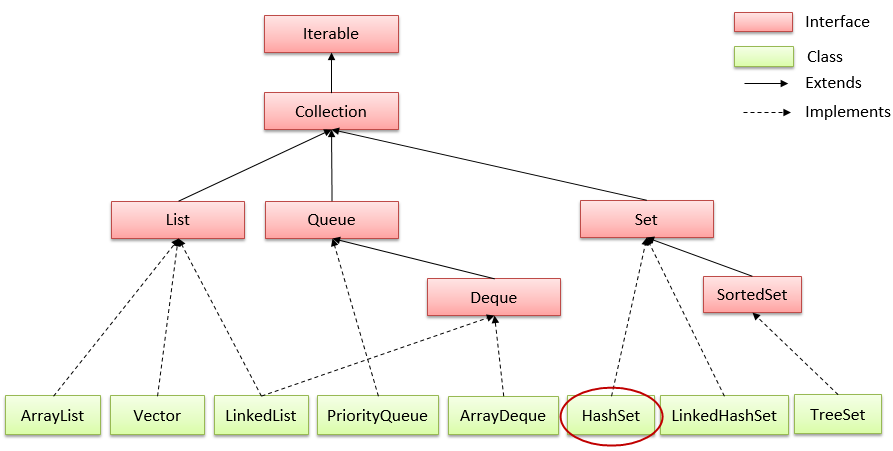 Iterable
Interface
Class
Extends
Implements
Collection
List
Queue
Set
Deque
SortedSet
ArrayList
Vector
LinkedList
PriorityQueue
ArrayDeque
HashSet
LinkedHashSet
TreeSet